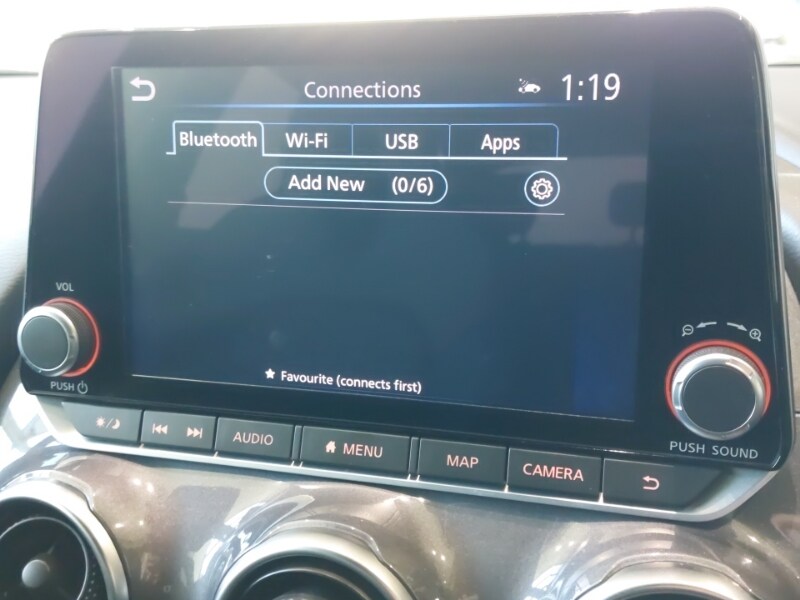 Connections 1:19
Bluetooth Wi-Fi USB Apps
Add New (0/6)
VOL
PUSH
★ Favourite (connects first)
PUSH SOUND
AUDIO MENU MAP CAMERA